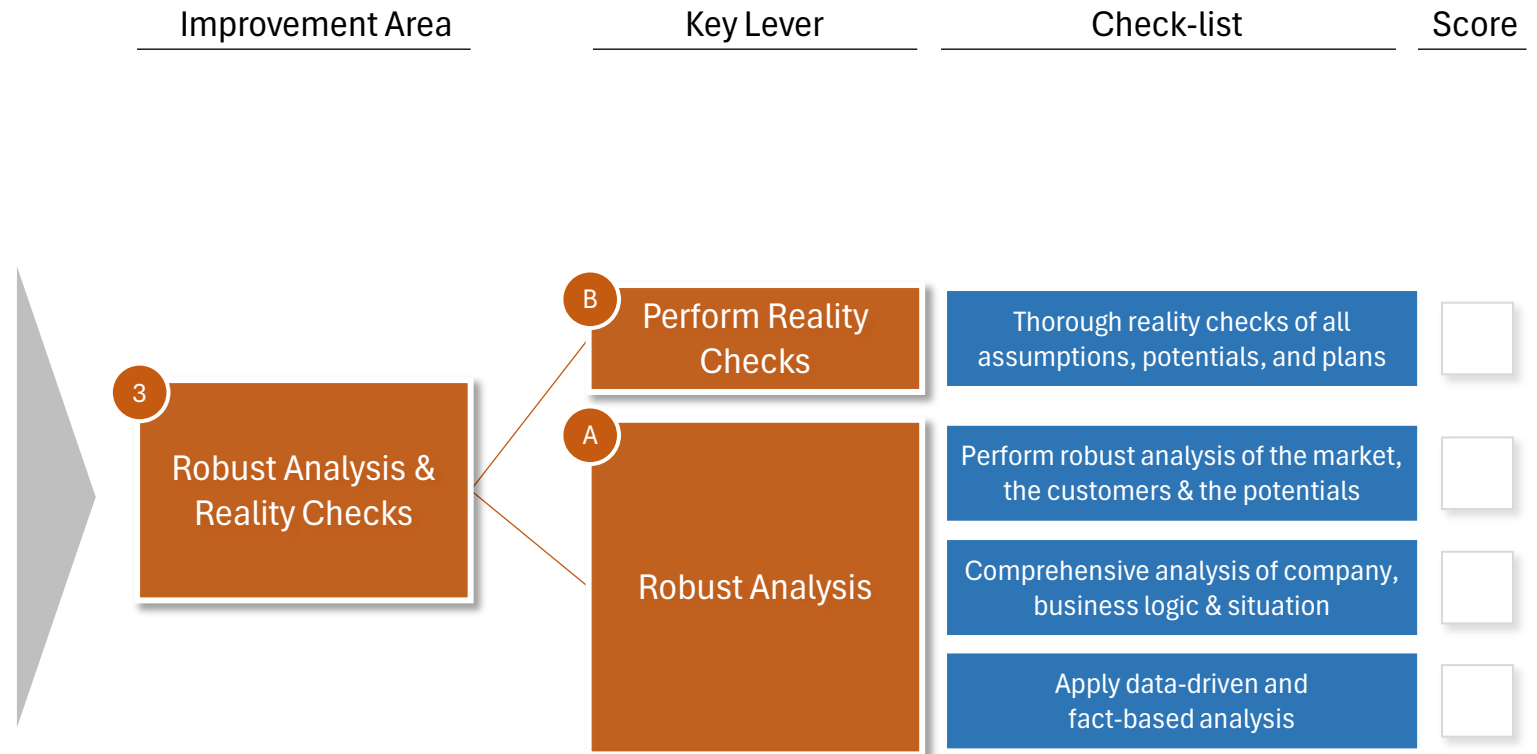 Improvement Area
Key Lever
Check-list
Score
3
Robust Analysis &
Reality Checks
B
Perform Reality
Checks
Thorough reality checks of all
assumptions, potentials, and plans
A
Robust Analysis
Perform robust analysis of the market,
the customers & the potentials
Comprehensive analysis of company,
business logic & situation
Apply data-driven and
fact-based analysis